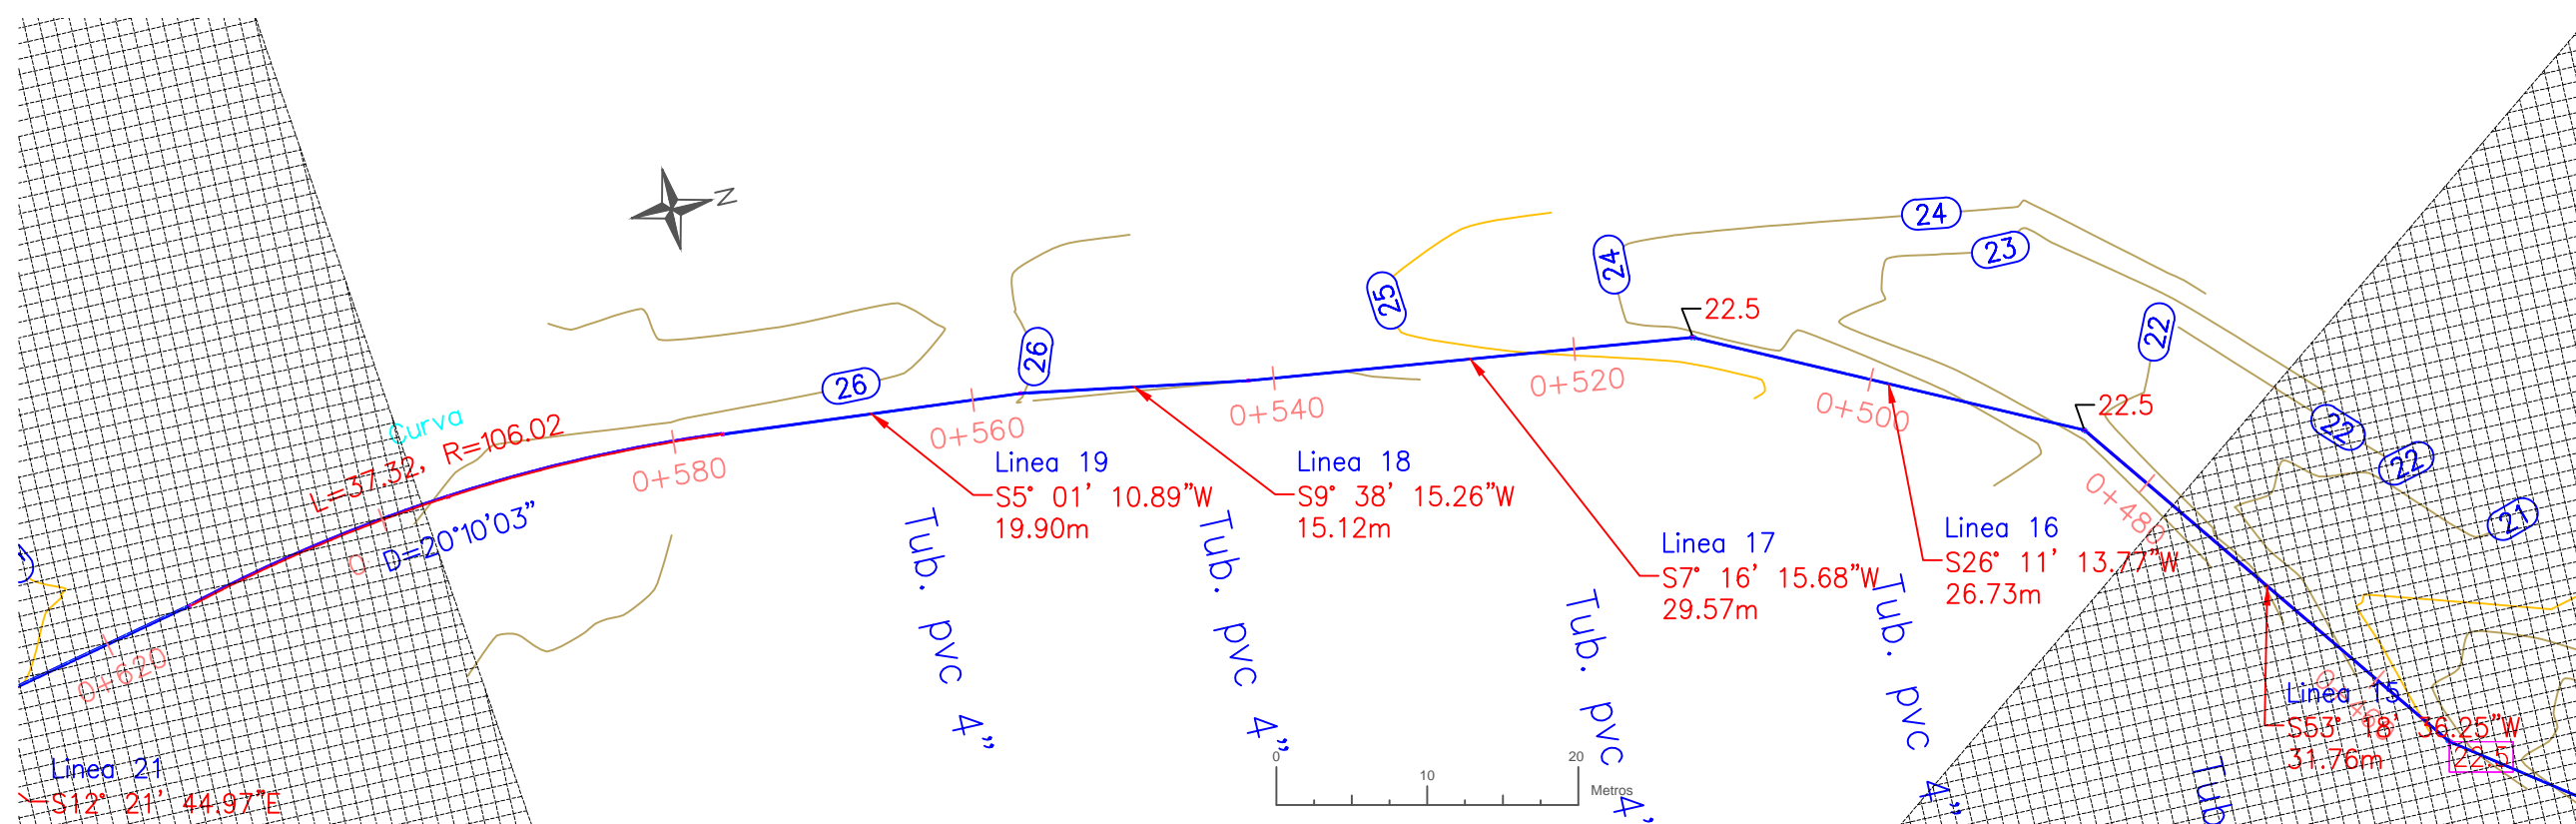 N
24
23
24
25
22.5
22
26
26
0+520
0+540
0+500
22.5
22
22
21
0+560
0+580
0+480
Curva
L=37.32, R=106.02
D=20°10'03"
0
0+620
Linea 19
S5° 01' 10.89"W
19.90m
Linea 18
S9° 38' 15.26"W
15.12m
Linea 17
S7° 16' 15.68"W
29.57m
Linea 16
S26° 11' 13.77"W
26.73m
Linea 15
S53° 18' 36.25"W
31.76m
22.5
Tub. pvc 4"
Tub. pvc 4"
Tub. pvc 4"
Tub. pvc 4"
Tub
Linea 21
S12° 21' 44.97"E
0 10 20
Metros